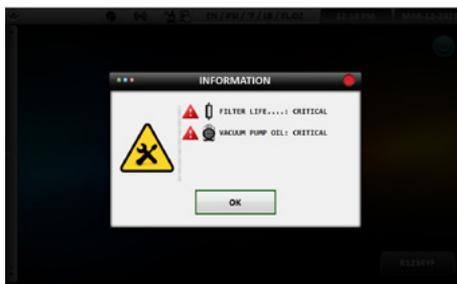 INFORMATION
FILTER LIFE....: CRITICAL
VACUUM PUMP OIL: CRITICAL
OK